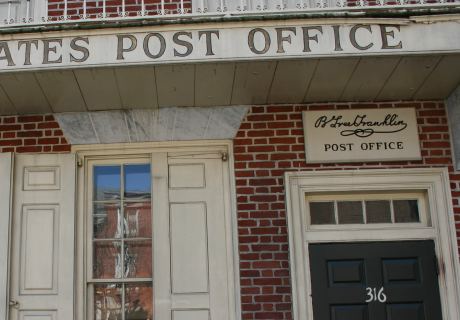 ATES POST OFFICE
B Free Franklin
POST OFFICE
316